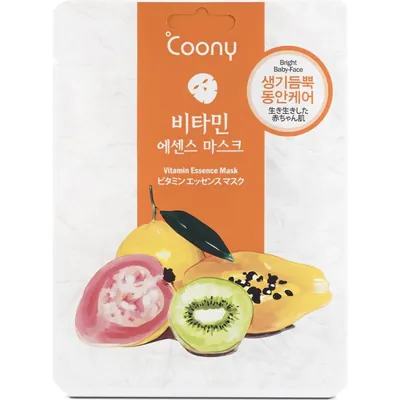 °Coony
Bright
Baby-Face
생기듬뿍
동안케어
生き生きした
赤ちゃん肌
비타민
에센스 마스크
Vitamin Essence Mask
ビタミンエッセンスマスク